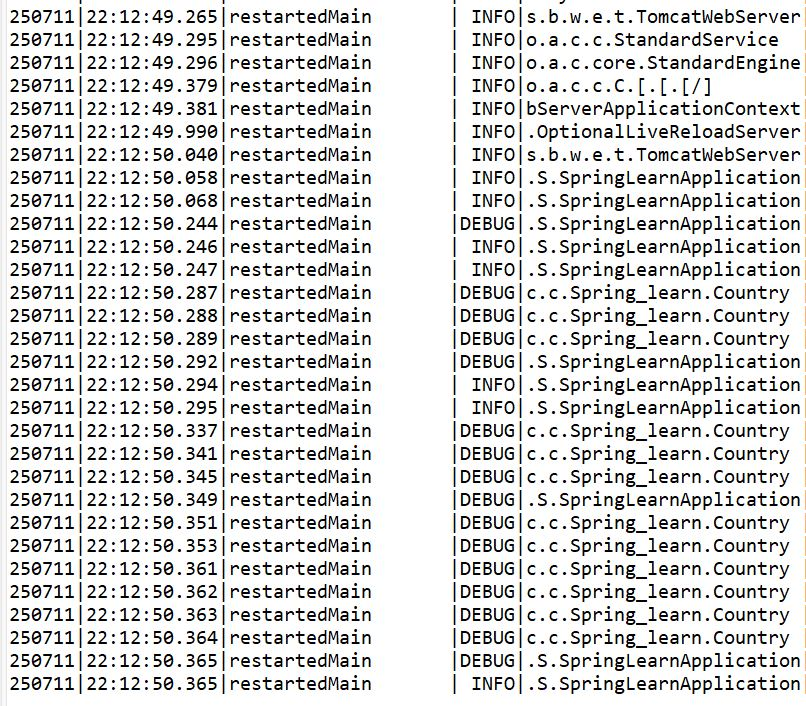 250711|22:12:49.265|restartedMain       | INFO|s.b.w.e.t.TomcatWebServer
250711|22:12:49.295|restartedMain       | INFO|o.a.c.c.StandardService
250711|22:12:49.296|restartedMain       | INFO|o.a.c.core.StandardEngine
250711|22:12:49.379|restartedMain       | INFO|o.a.c.c.C.[.[.[/]
250711|22:12:49.381|restartedMain       | INFO|bServerApplicationContext
250711|22:12:49.990|restartedMain       | INFO|.OptionalLiveReloadServer
250711|22:12:50.040|restartedMain       | INFO|s.b.w.e.t.TomcatWebServer
250711|22:12:50.058|restartedMain       | INFO|.S.SpringLearnApplication
250711|22:12:50.068|restartedMain       | INFO|.S.SpringLearnApplication
250711|22:12:50.244|restartedMain       |DEBUG|.S.SpringLearnApplication
250711|22:12:50.246|restartedMain       | INFO|.S.SpringLearnApplication
250711|22:12:50.247|restartedMain       | INFO|.S.SpringLearnApplication
250711|22:12:50.287|restartedMain       |DEBUG|c.c.Spring_learn.Country
250711|22:12:50.288|restartedMain       |DEBUG|c.c.Spring_learn.Country
250711|22:12:50.289|restartedMain       |DEBUG|c.c.Spring_learn.Country
250711|22:12:50.292|restartedMain       |DEBUG|.S.SpringLearnApplication
250711|22:12:50.294|restartedMain       | INFO|.S.SpringLearnApplication
250711|22:12:50.295|restartedMain       | INFO|.S.SpringLearnApplication
250711|22:12:50.337|restartedMain       |DEBUG|c.c.Spring_learn.Country
250711|22:12:50.341|restartedMain       |DEBUG|c.c.Spring_learn.Country
250711|22:12:50.345|restartedMain       |DEBUG|c.c.Spring_learn.Country
250711|22:12:50.349|restartedMain       |DEBUG|.S.SpringLearnApplication
250711|22:12:50.351|restartedMain       |DEBUG|c.c.Spring_learn.Country
250711|22:12:50.353|restartedMain       |DEBUG|c.c.Spring_learn.Country
250711|22:12:50.361|restartedMain       |DEBUG|c.c.Spring_learn.Country
250711|22:12:50.362|restartedMain       |DEBUG|c.c.Spring_learn.Country
250711|22:12:50.363|restartedMain       |DEBUG|c.c.Spring_learn.Country
250711|22:12:50.364|restartedMain       |DEBUG|c.c.Spring_learn.Country
250711|22:12:50.365|restartedMain       |DEBUG|.S.SpringLearnApplication
250711|22:12:50.365|restartedMain       | INFO|.S.SpringLearnApplication